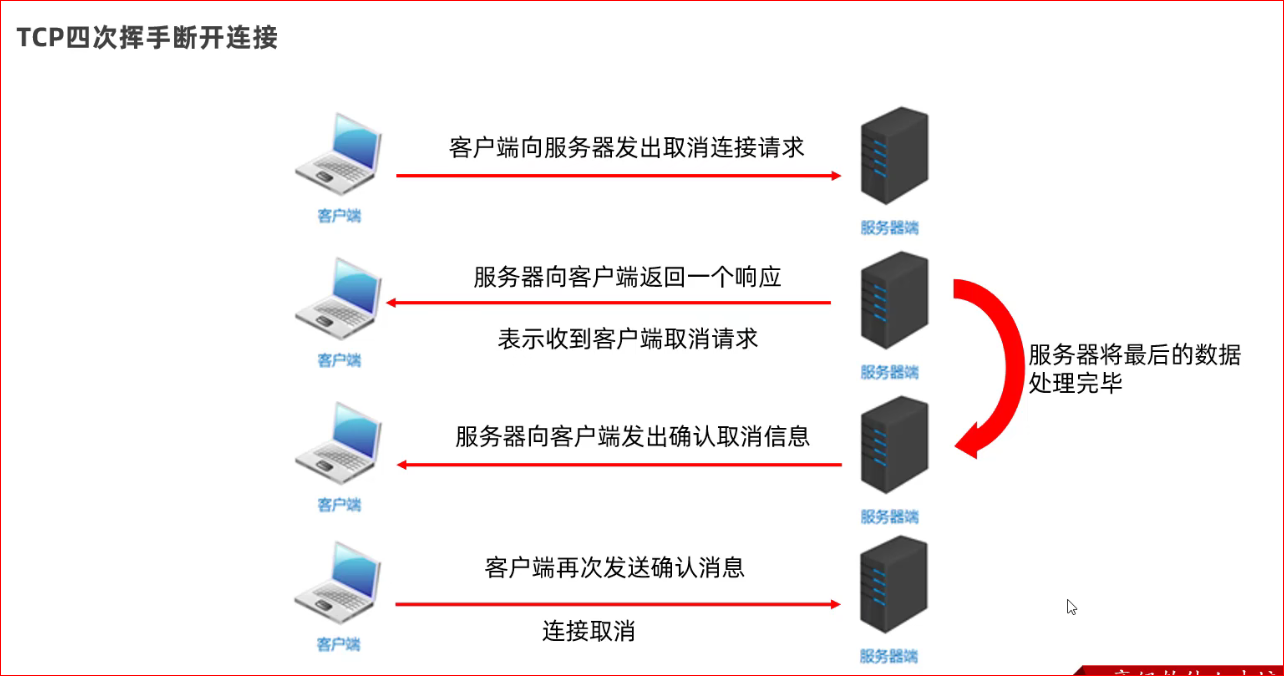 TCP四次挥手断开连接
客户端向服务器发出取消连接请求
客户端
服务器端
服务器向客户端返回一个响应
表示收到客户端取消请求
客户端
服务器端
服务器将最后的数据
处理完毕
服务器向客户端发出确认取消信息
客户端
服务器端
客户端再次发送确认消息
连接取消
客户端
服务器端